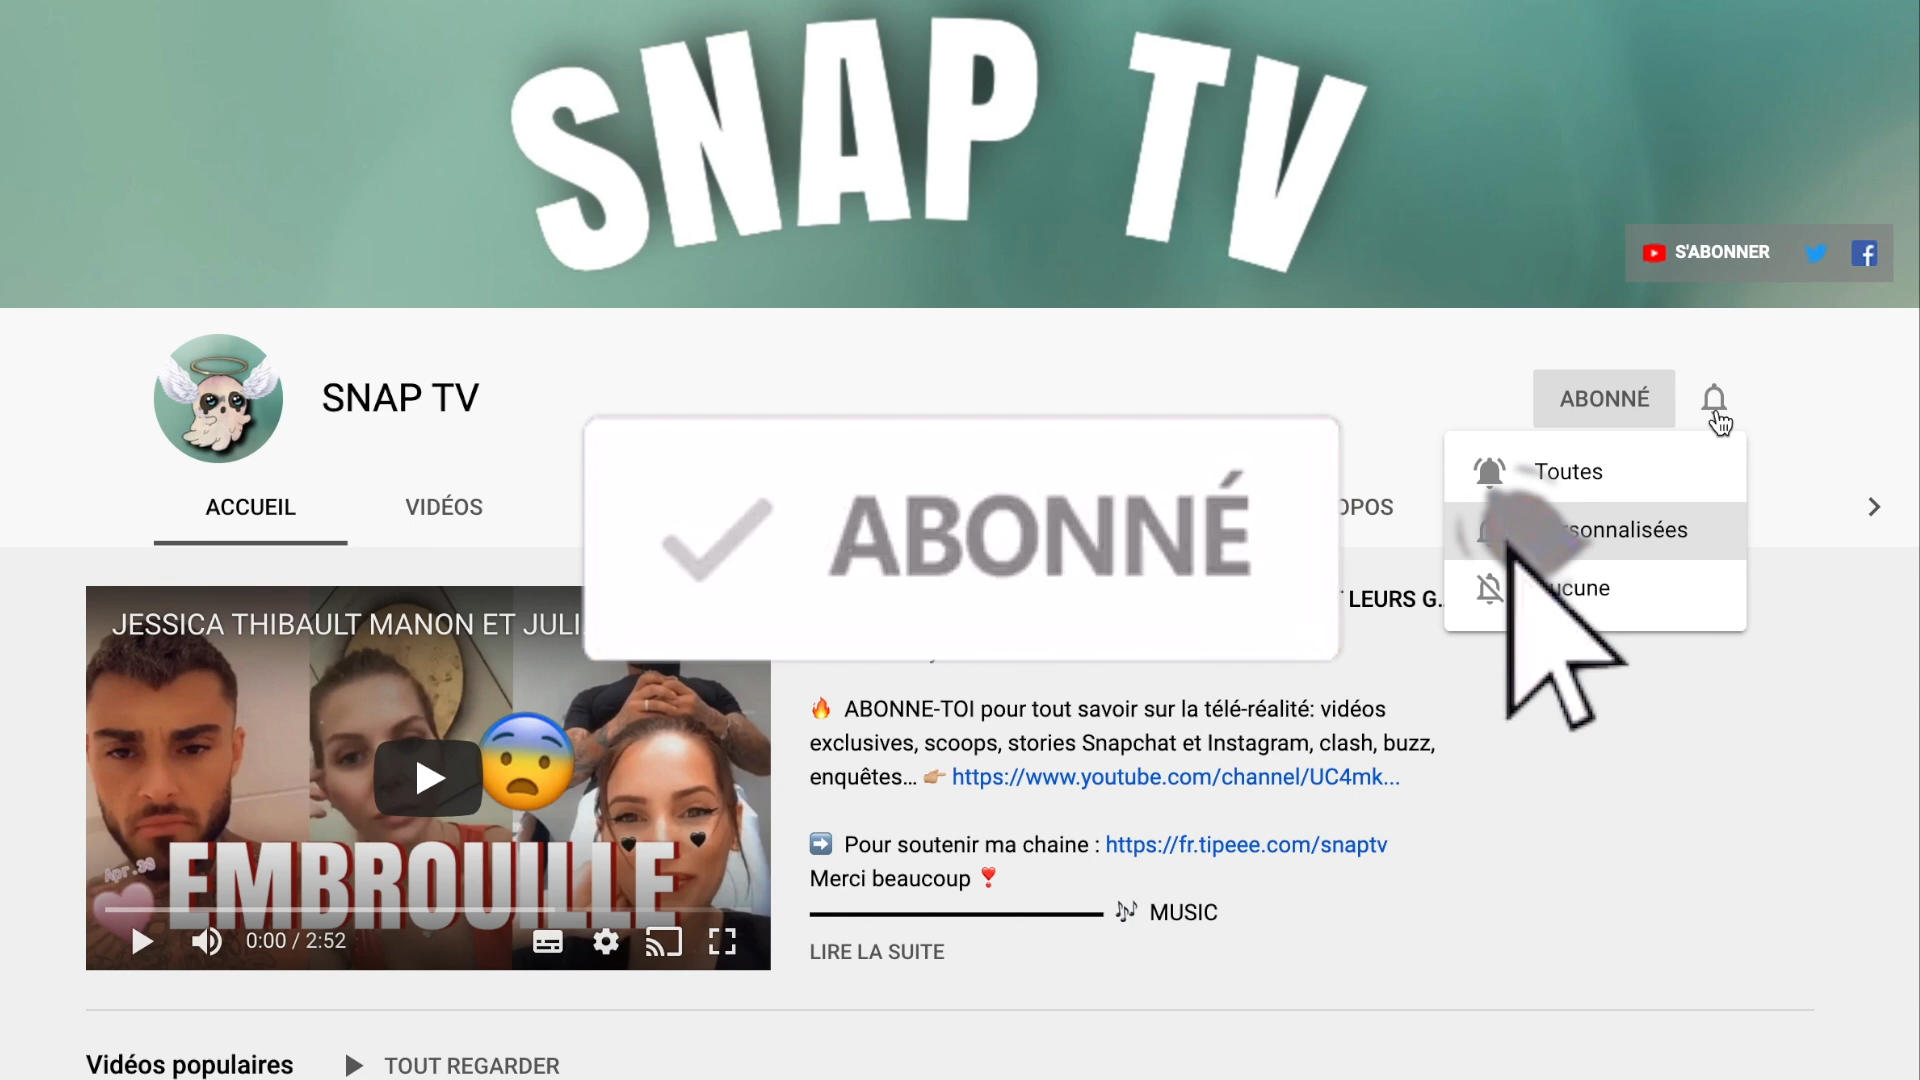 SNAP TV
S'ABONNER
SNAP TV
ABONNÉ
ACCUEIL
VIDÉOS
ABONNÉ
Toutes
Aucune
JESSICA THIBAULT MANON ET JULI
LEURS G...
EMBROUILLE
Apr.30
0:00 / 2:52
🔥 ABONNE-TOI pour tout savoir sur la télé-réalité: vidéos
exclusives, scoops, stories Snapchat et Instagram, clash, buzz,
enquêtes... 👉🏼 https://www.youtube.com/channel/UC4mk...
➡️ Pour soutenir ma chaine : https://fr.tipeee.com/snaptv
Merci beaucoup ❣️
🎶 MUSIC
LIRE LA SUITE
Vidéos populaires
TOUT REGARDER